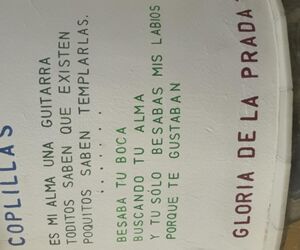 COPLILLAS
ES MI ALMA UNA GUITARRA
TODITOS SABEN QUE EXISTEN
POQUITOS SABEN TEMPLARLAS.
.......
BESABA TU BOCA
BUSCANDO TU ALMA
Y TU SÓLO BESABAS MIS LABIOS
PORQUE TE GUSTABAN
GLORIA DE LA PRADA